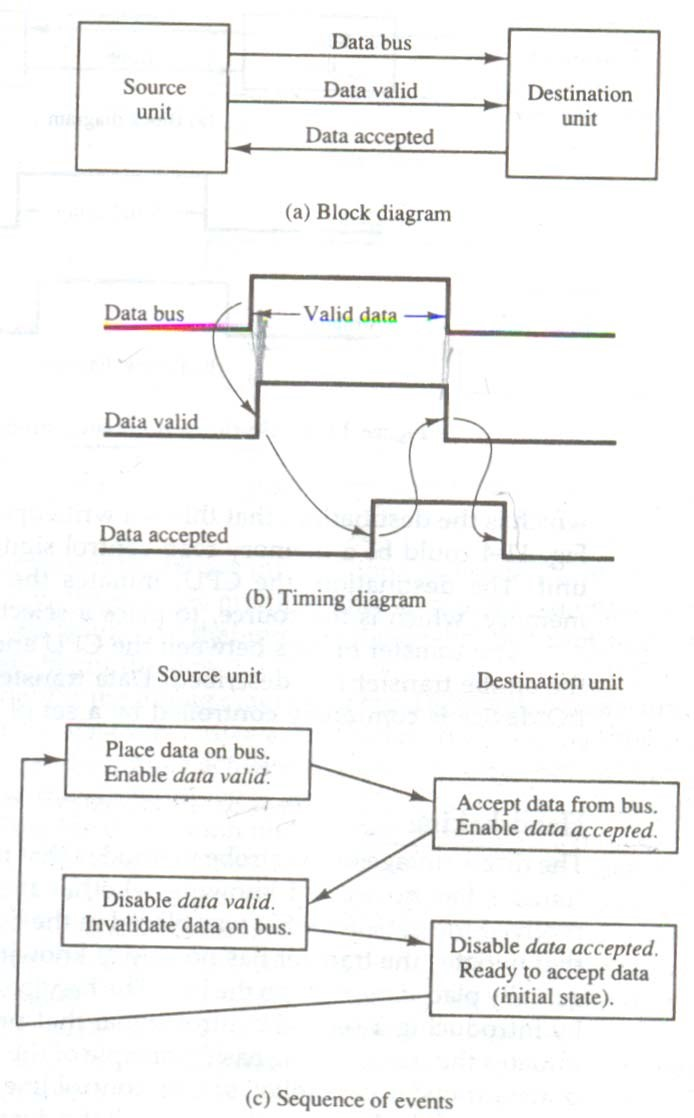 Data bus
Source
unit
Data valid
Destination
unit
Data accepted
(a) Block diagram
Data bus
Valid data
Data valid
Data accepted
(b) Timing diagram
Source unit
Destination unit
Place data on bus.
Enable data valid.
Accept data from bus.
Enable data accepted.
Disable data valid.
Invalidate data on bus.
Disable data accepted.
Ready to accept data
(initial state).
(c) Sequence of events